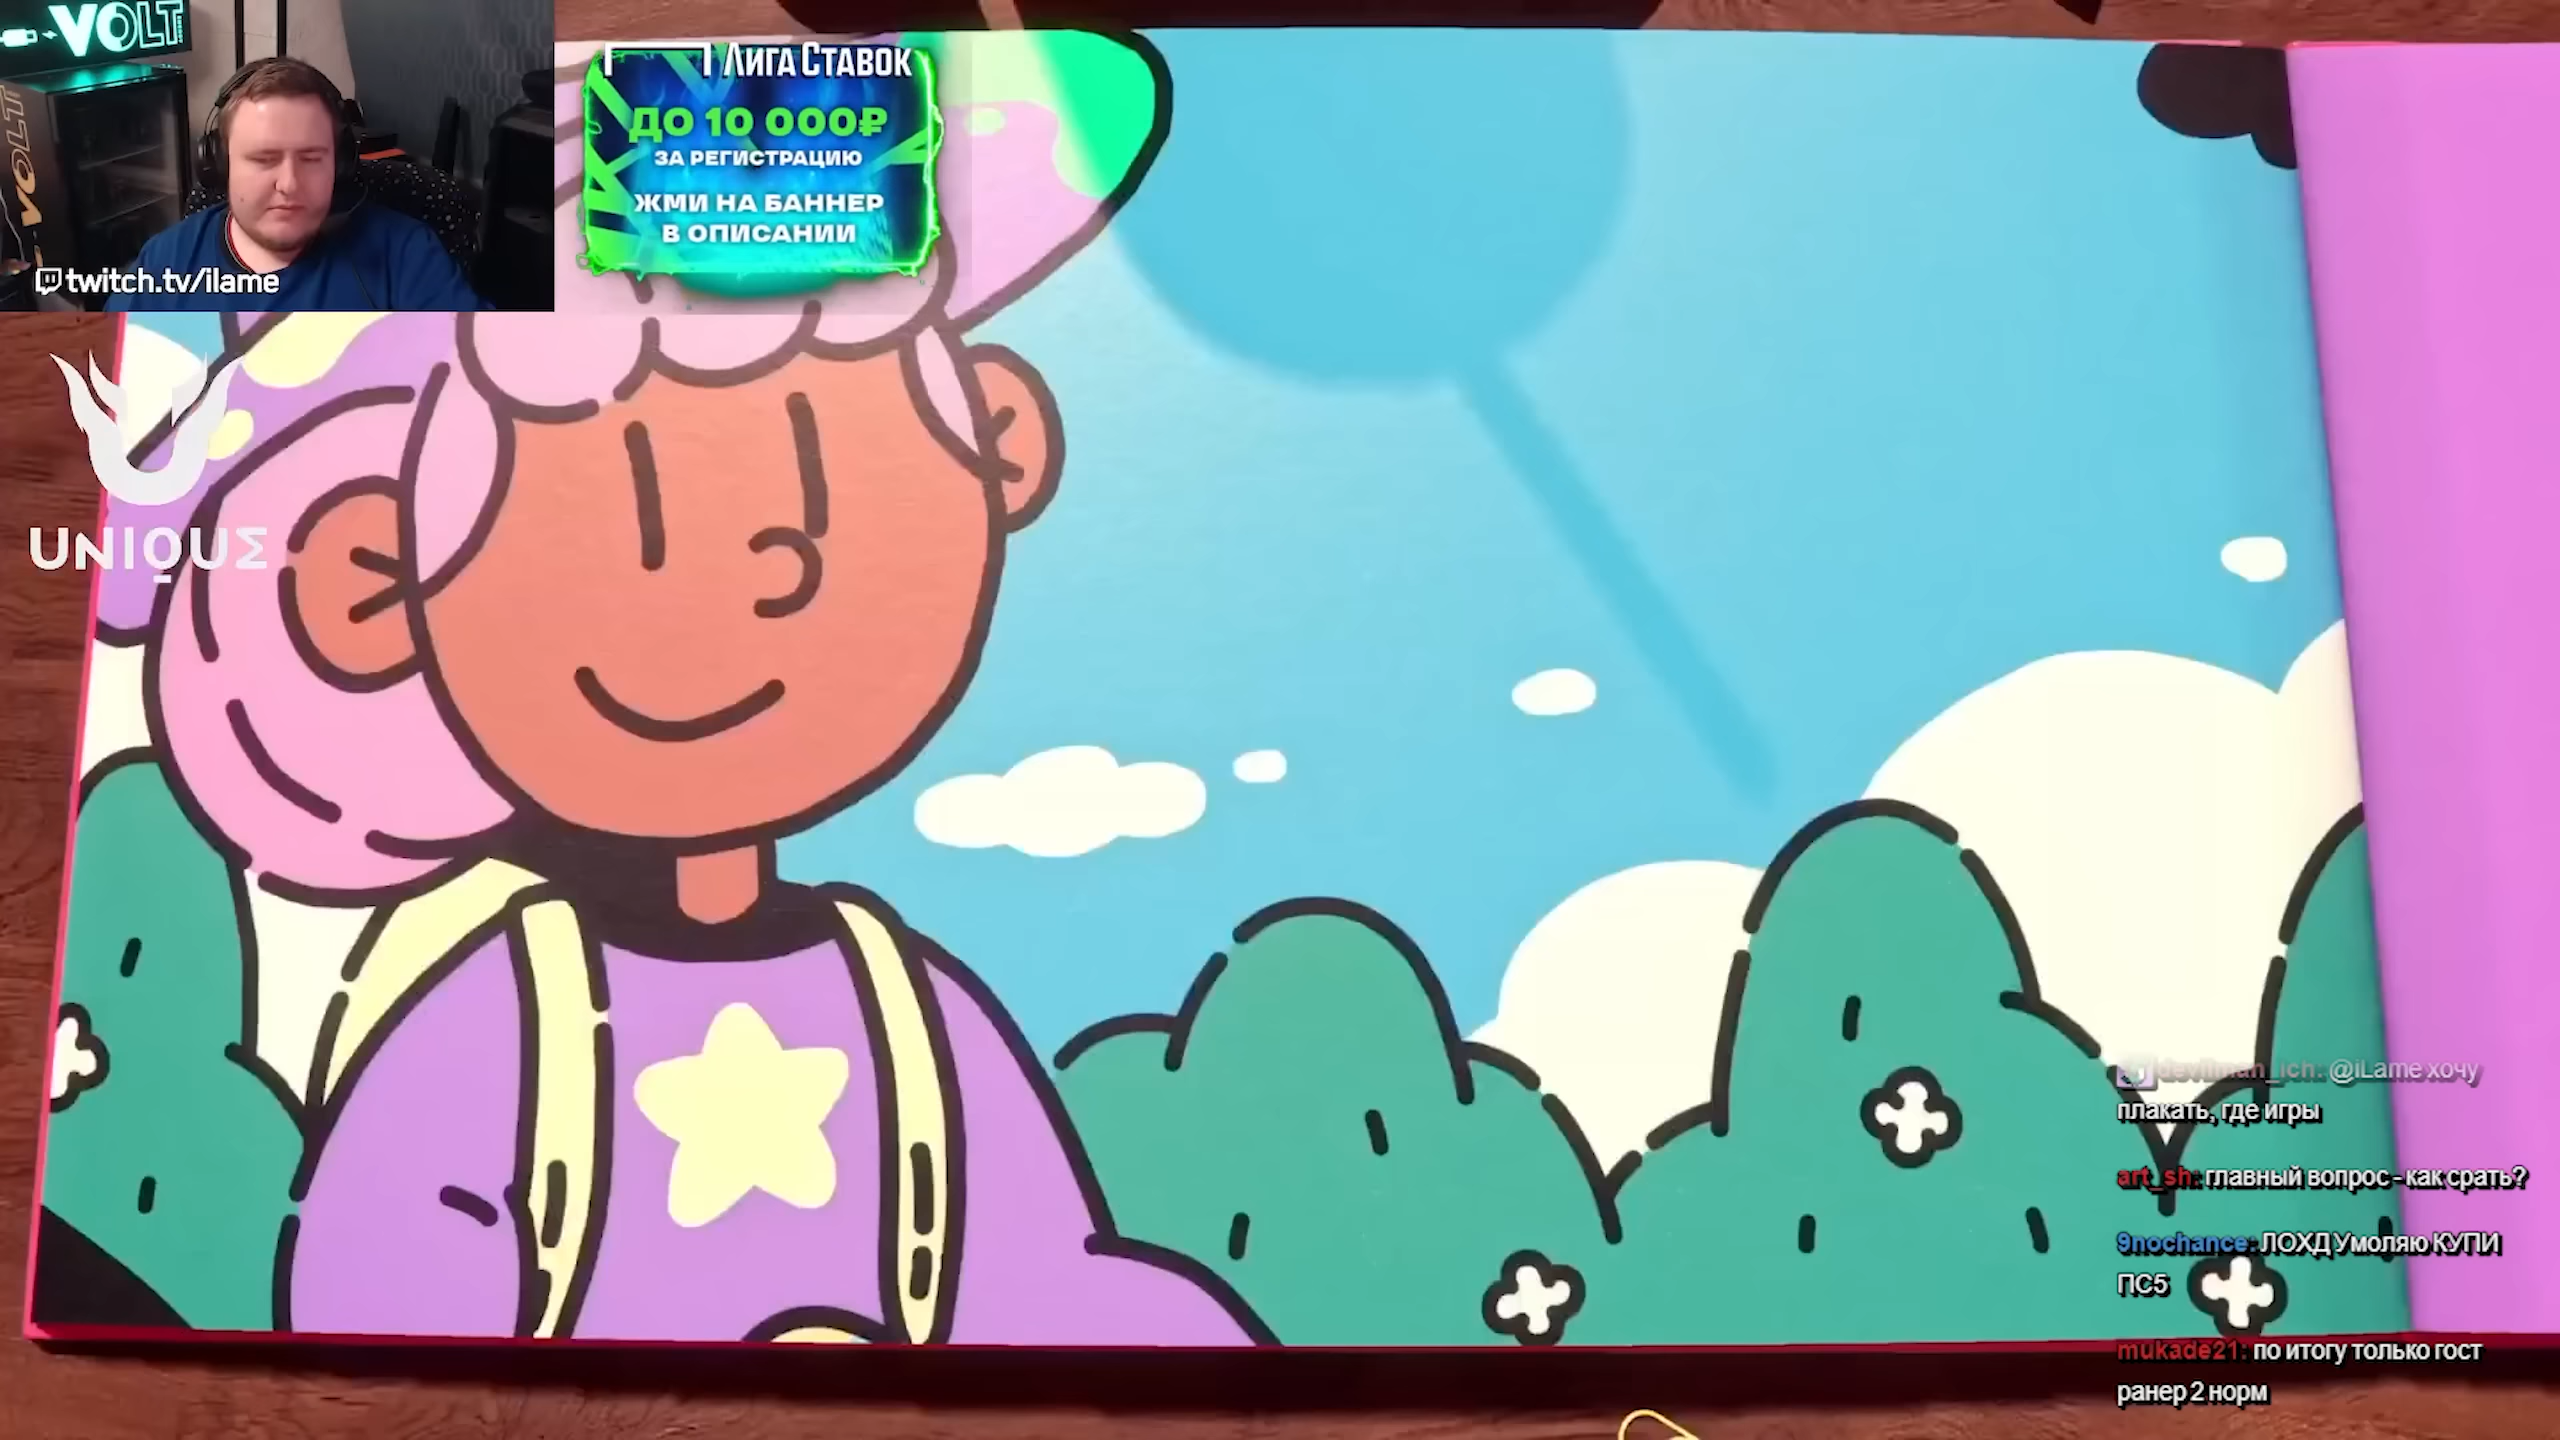 VOLT
VOLT
twitch.tv/ilame
ЛИГА СТАВОК
ДО 10 000₽
ЗА РЕГИСТРАЦИЮ
ЖМИ НА БАННЕР
В ОПИСАНИИ
UNIQUE
devilman_ich: @iLame хочу
плакать, где игры
art_sh: главный вопрос - как срать?
9nochance: ЛОХД Умоляю КУПИ
ПС5
mukade21: по итогу только гост
ранер 2 норм